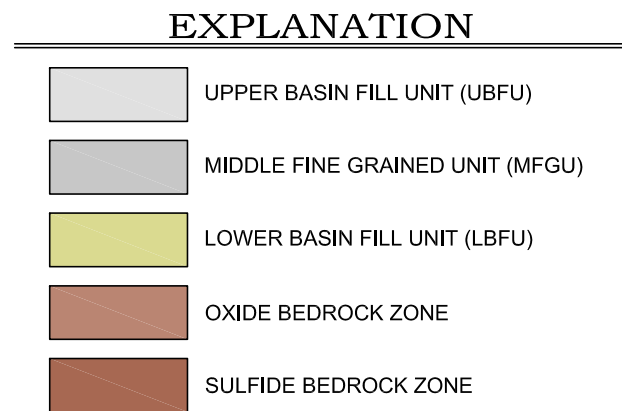 EXPLANATION
UPPER BASIN FILL UNIT (UBFU)
MIDDLE FINE GRAINED UNIT (MFGU)
LOWER BASIN FILL UNIT (LBFU)
OXIDE BEDROCK ZONE
SULFIDE BEDROCK ZONE